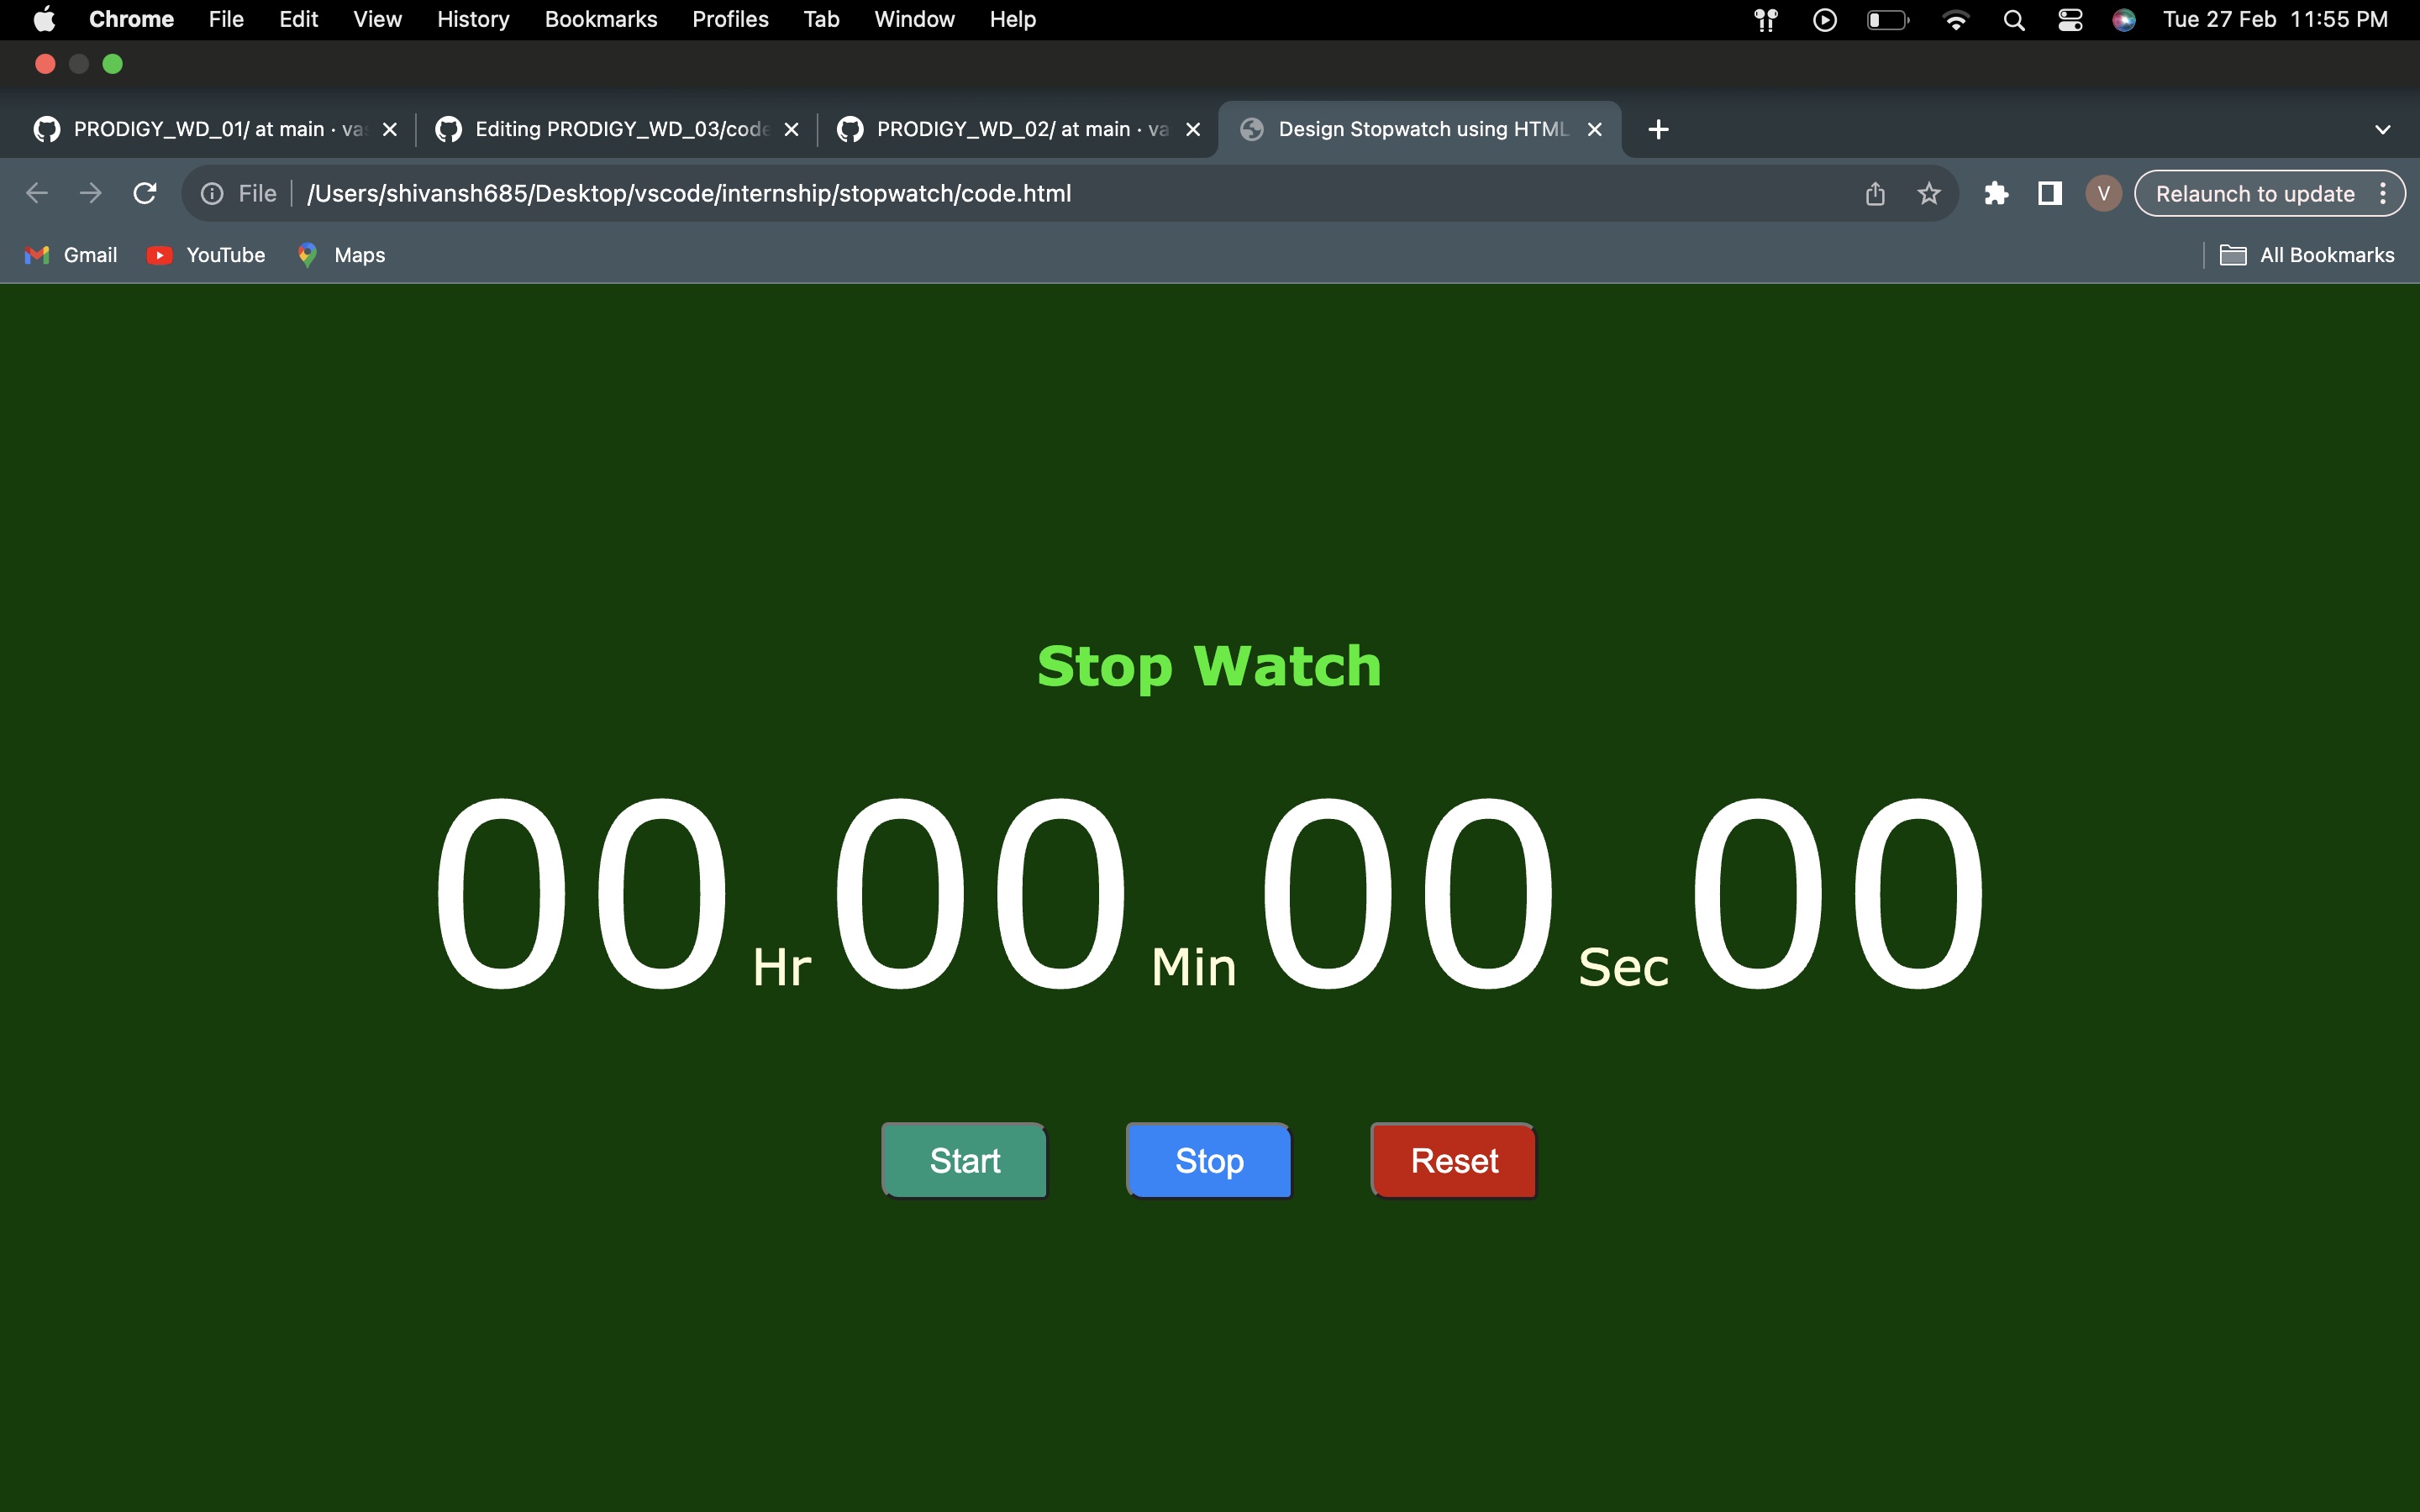 Chrome File Edit View History Bookmarks Profiles Tab Window Help Tue 27 Feb 11:55 PM
PRODIGY_WD_01/ at main · va Editing PRODIGY_WD_03/code PRODIGY_WD_02/ at main · va Design Stopwatch using HTML
File /Users/shivansh685/Desktop/vscode/internship/stopwatch/code.html V Relaunch to update
Gmail YouTube Maps All Bookmarks
Stop Watch
00 Hr 00 Min 00 Sec 00
Start Stop Reset